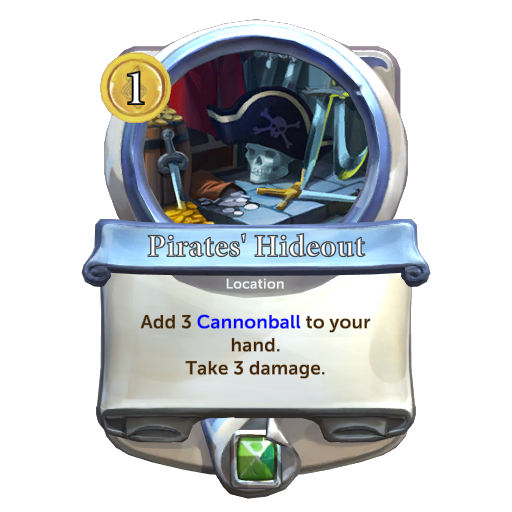 1
Pirates' Hideout
Location
Add 3 Cannonball to your
hand.
Take 3 damage.